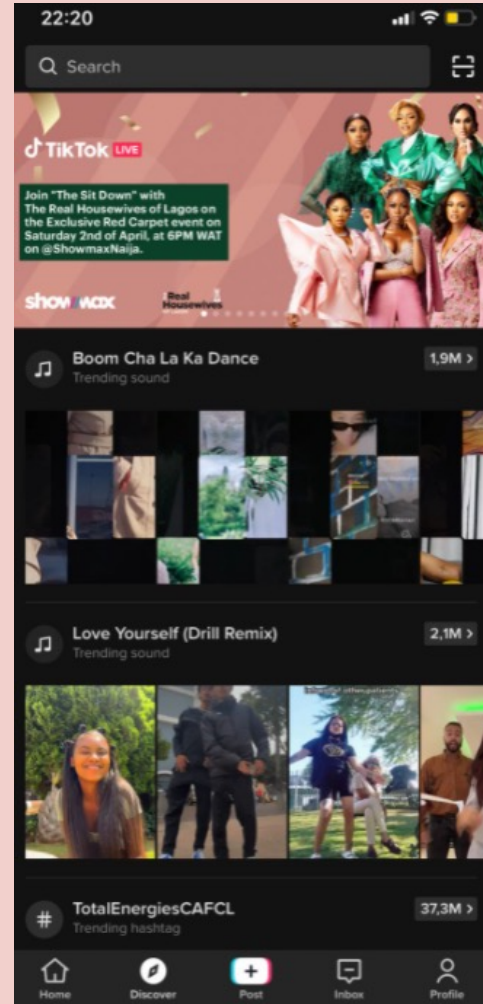 22:20
Search
TikTok LIVE
Join "The Sit Down" with
The Real Housewives of Lagos on
the Exclusive Red Carpet event on
Saturday 2nd of April, at 6PM WAT
on @ShowmaxNaija.
showmax
Real
Housewives
Boom Cha La Ka Dance
1,9M >
Trending sound
Love Yourself (Drill Remix)
2,1M >
Trending sound
TotalEnergiesCAFCL
37,3M >
Trending hashtag
Home Discover Post Inbox Profile